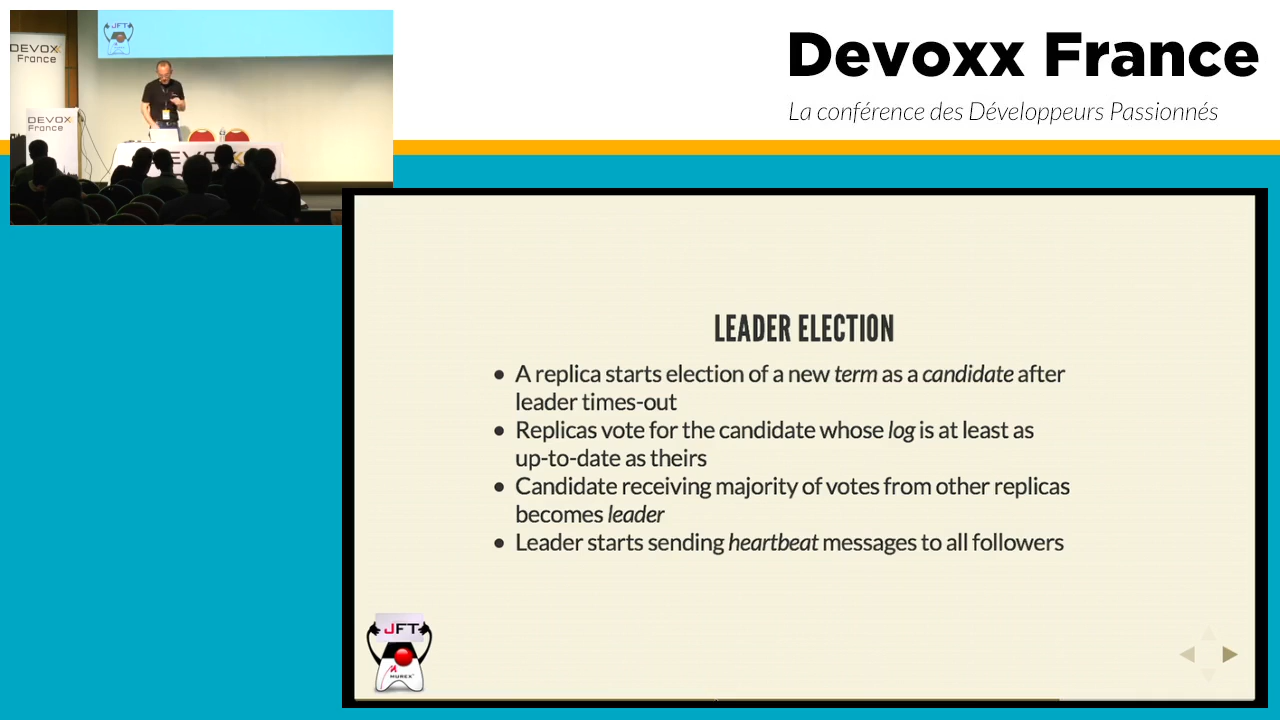 JFT
DEVOXX
France
DEVOXX
France
DEVOXX
Devoxx France
La conférence des Développeurs Passionnés
LEADER ELECTION
• A replica starts election of a new term as a candidate after
leader times-out
• Replicas vote for the candidate whose log is at least as
up-to-date as theirs
• Candidate receiving majority of votes from other replicas
becomes leader
• Leader starts sending heartbeat messages to all followers
JFT
MUREX